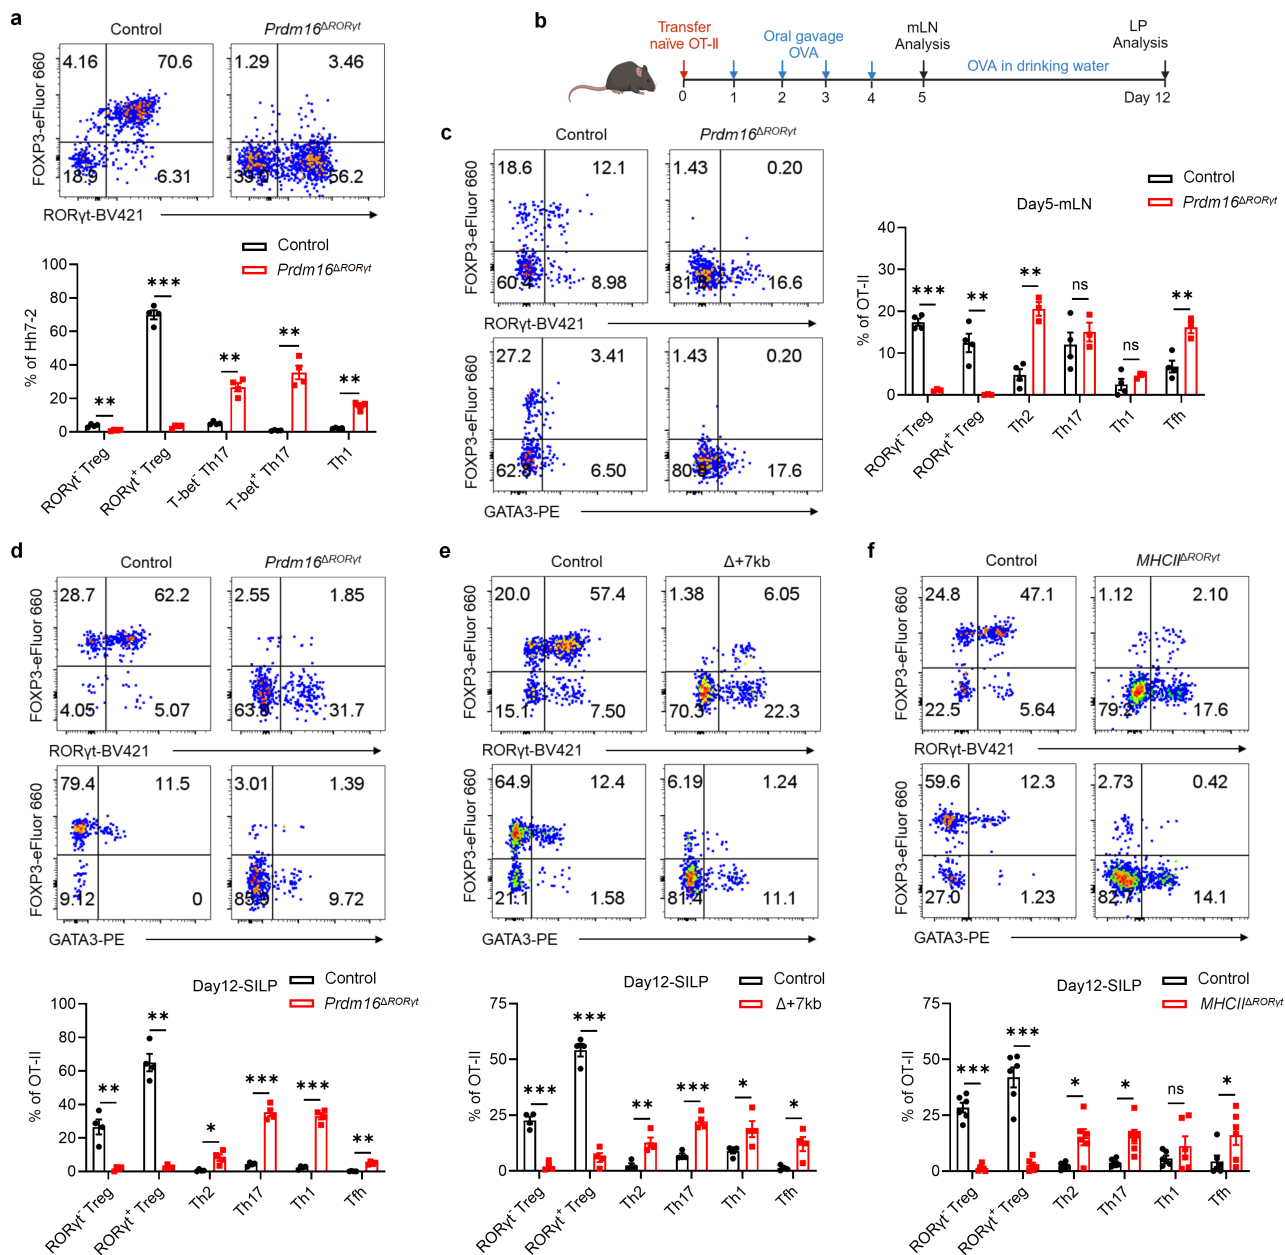 a
Control
Prdm16ΔRORγt
4.16
70.6
18.9
6.31
1.29
3.46
39.0
56.2
FOXP3-eFluor 660
RORγt-BV421
Control
Prdm16ΔRORγt
% of Hh7-2
100
80
60
40
20
0
**
***
**
**
**
RORγt- Treg
RORγt+ Treg
T-bet- Th17
T-bet+ Th17
Th1
b
Transfer
naïve OT-II
Oral gavage
OVA
mLN
Analysis
OVA in drinking water
LP
Analysis
0
1
2
3
4
5
Day 12
c
Control
Prdm16ΔRORγt
18.6
12.1
60.4
8.98
1.43
0.20
16.6
FOXP3-eFluor 660
RORγt-BV421
27.2
3.41
62.8
6.50
1.43
0.20
17.6
FOXP3-eFluor 660
GATA3-PE
Control
Prdm16ΔRORγt
Day5-mLN
% of OT-II
40
30
20
10
0
***
**
**
ns
ns
**
RORγt- Treg
RORγt+ Treg
Th2
Th17
Th1
Tfh
d
Control
Prdm16ΔRORγt
28.7
62.2
4.05
5.07
2.55
1.85
31.7
FOXP3-eFluor 660
RORγt-BV421
79.4
11.5
9.12
0
3.01
1.39
9.72
FOXP3-eFluor 660
GATA3-PE
Day12-SILP
Control
Prdm16ΔRORγt
% of OT-II
100
80
60
40
20
0
**
**
*
***
***
**
RORγt- Treg
RORγt+ Treg
Th2
Th17
Th1
Tfh
e
Control
Δ+7kb
20.0
57.4
15.1
7.50
1.38
6.05
70.3
22.3
FOXP3-eFluor 660
RORγt-BV421
64.9
12.4
21.1
1.58
6.19
1.24
81.4
11.1
FOXP3-eFluor 660
GATA3-PE
Day12-SILP
Control
Δ+7kb
% of OT-II
75
50
25
0
***
***
**
***
*
*
RORγt- Treg
RORγt+ Treg
Th2
Th17
Th1
Tfh
f
Control
MHCIIΔRORγt
24.8
47.1
22.5
5.64
1.12
2.10
79.2
17.6
FOXP3-eFluor 660
RORγt-BV421
59.6
12.3
27.0
1.23
2.73
0.42
14.1
FOXP3-eFluor 660
GATA3-PE
Day12-SILP
Control
MHCIIΔRORγt
% of OT-II
75
50
25
0
***
***
*
*
ns
*
RORγt- Treg
RORγt+ Treg
Th2
Th17
Th1
Tfh